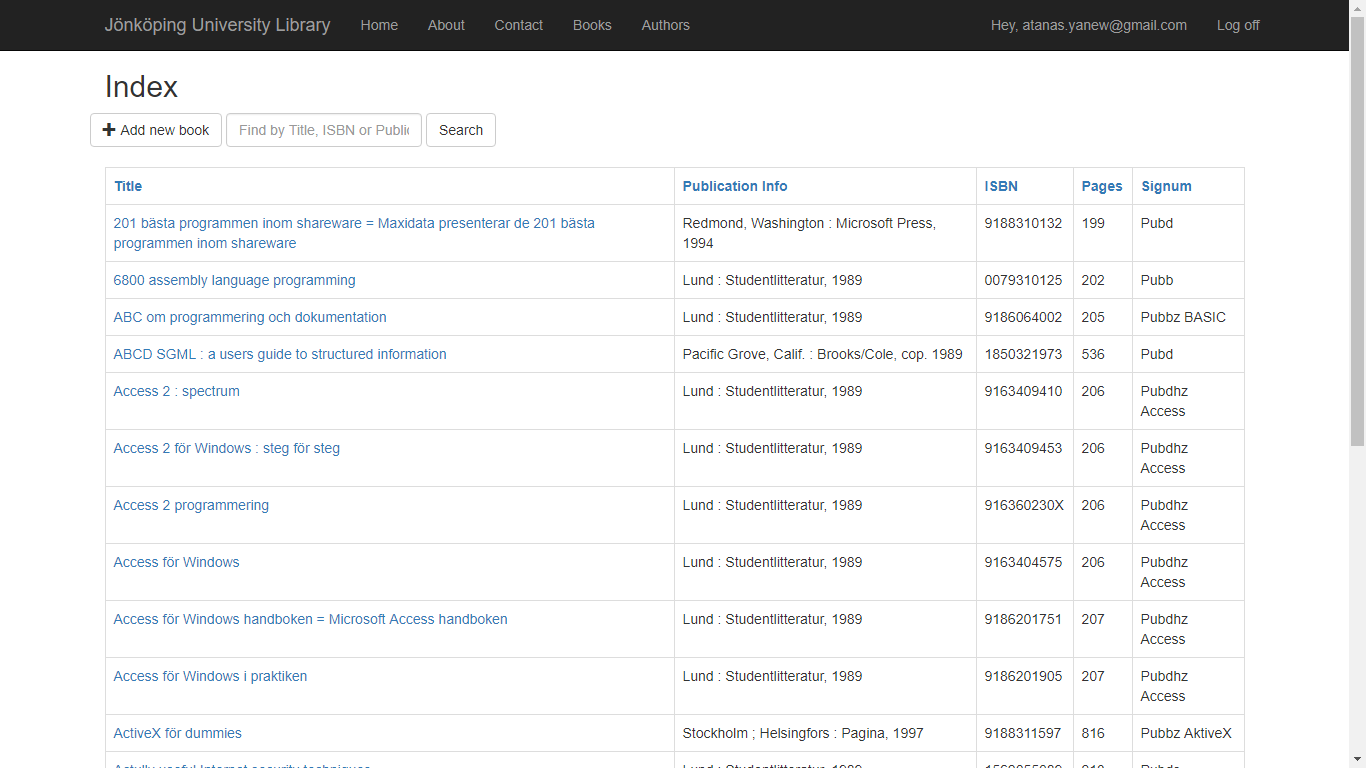 Jönköping University Library Home About Contact Books Authors Hey, atanas.yanew@gmail.com Log off
Index
Add new book Find by Title, ISBN or Public Search
Title Publication Info ISBN Pages Signum
201 bästa programmen inom shareware = Maxidata presenterar de 201 bästa Redmond, Washington : Microsoft Press, 9188310132 199 Pubd
programmen inom shareware 1994
6800 assembly language programming Lund : Studentlitteratur, 1989 0079310125 202 Pubb
ABC om programmering och dokumentation Lund : Studentlitteratur, 1989 9186064002 205 Pubbz BASIC
ABCD SGML : a users guide to structured information Pacific Grove, Calif. : Brooks/Cole, cop. 1989 1850321973 536 Pubd
Access 2 : spectrum Lund : Studentlitteratur, 1989 9163409410 206 Pubdhz
Access
Access 2 för Windows : steg för steg Lund : Studentlitteratur, 1989 9163409453 206 Pubdhz
Access
Access 2 programmering Lund : Studentlitteratur, 1989 916360230X 206 Pubdhz
Access
Access för Windows Lund : Studentlitteratur, 1989 9163404575 206 Pubdhz
Access
Access för Windows handboken = Microsoft Access handboken Lund : Studentlitteratur, 1989 9186201751 207 Pubdhz
Access
Access för Windows i praktiken Lund : Studentlitteratur, 1989 9186201905 207 Pubdhz
Access
ActiveX för dummies Stockholm ; Helsingfors : Pagina, 1997 9188311597 816 Pubbz AktiveX